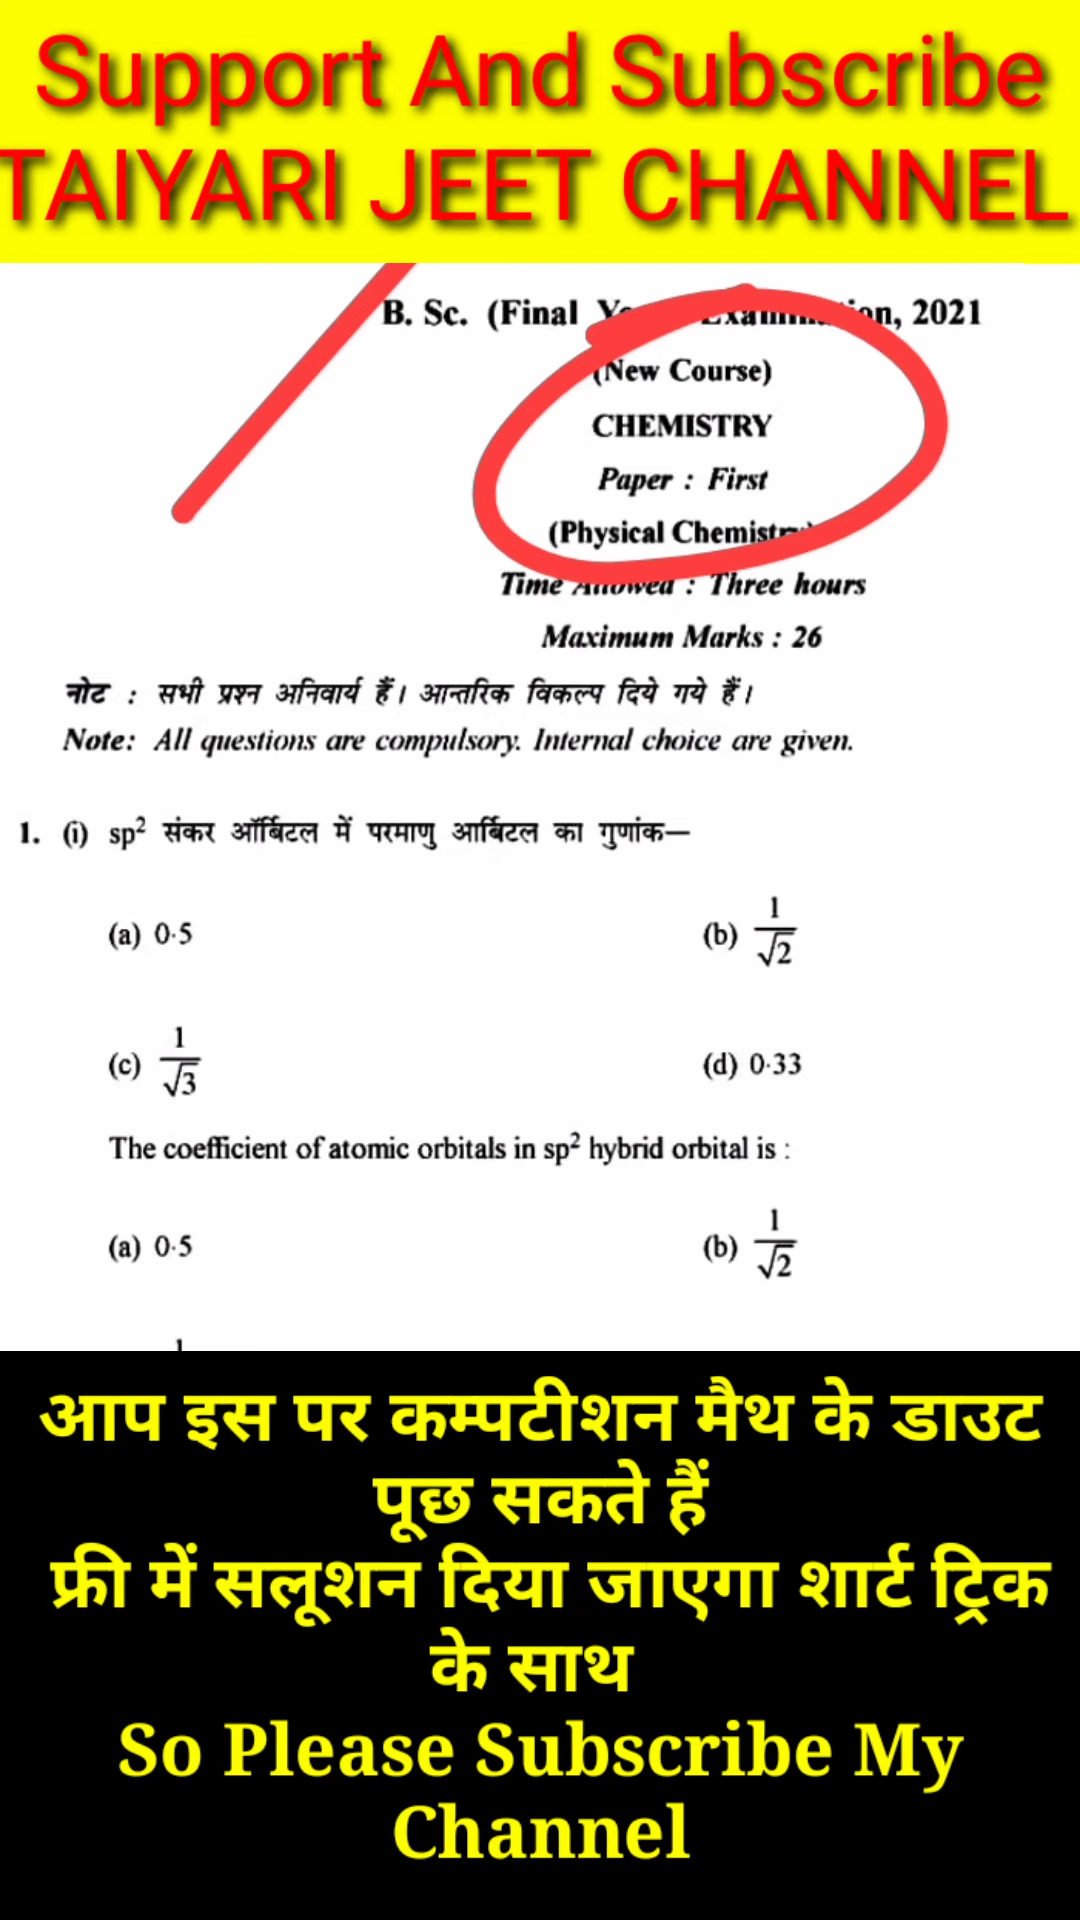 Support And Subscribe
TAIYARI JEET CHANNEL
B. Sc. (Final Examination, 2021
(New Course)
CHEMISTRY
Paper : First
(Physical Chemistry)
Time Allowed : Three hours
Maximum Marks : 26
नोट : सभी प्रश्न अनिवार्य हैं। आन्तरिक विकल्प दिये गये हैं।
Note: All questions are compulsory. Internal choice are given.
1. (i) sp² संकर ऑर्बिटल में परमाणु आर्बिटल का गुणांक—
(a) 0·5 (b) 1/√2
(c) 1/√3 (d) 0·33
The coefficient of atomic orbitals in sp² hybrid orbital is :
(a) 0·5 (b) 1/√2
आप इस पर कम्पटीशन मैथ के डाउट
पूछ सकते हैं
फ्री में सलूशन दिया जाएगा शार्ट ट्रिक
के साथ
So Please Subscribe My
Channel